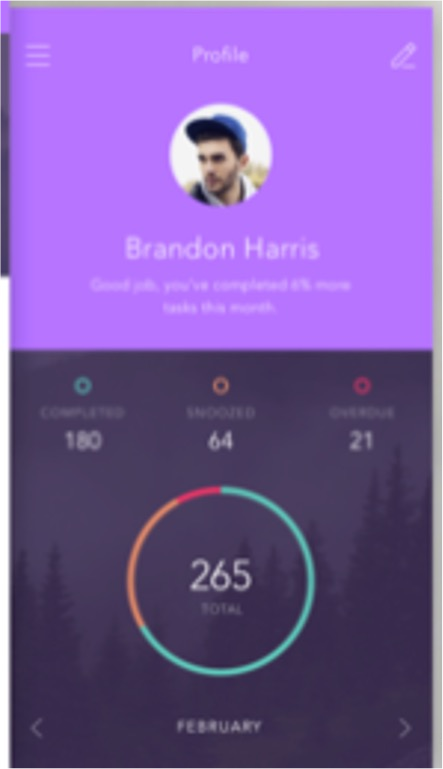 Profile
Brandon Harris
Good job, you've completed 6% more
tasks this month.
COMPLETED
SNOOZED
OVERDUE
180
64
21
265
TOTAL
FEBRUARY